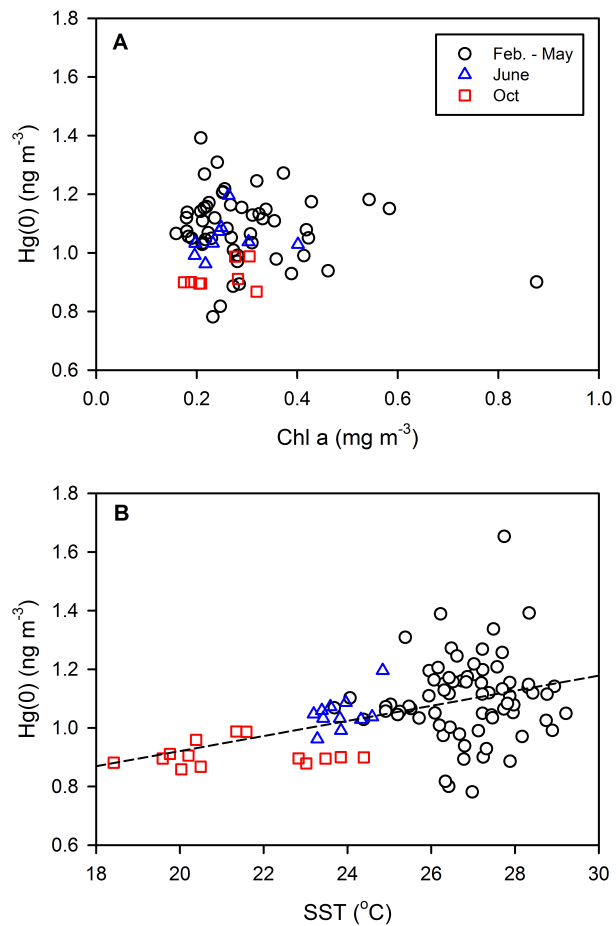 A
Feb. - May
June
Oct
1.8
1.6
1.4
1.2
1.0
0.8
0.6
Hg(0) (ng m⁻³)
0.0 0.2 0.4 0.6 0.8 1.0
Chl a (mg m⁻³)
B
1.8
1.6
1.4
1.2
1.0
0.8
0.6
Hg(0) (ng m⁻³)
18 20 22 24 26 28 30
SST (°C)